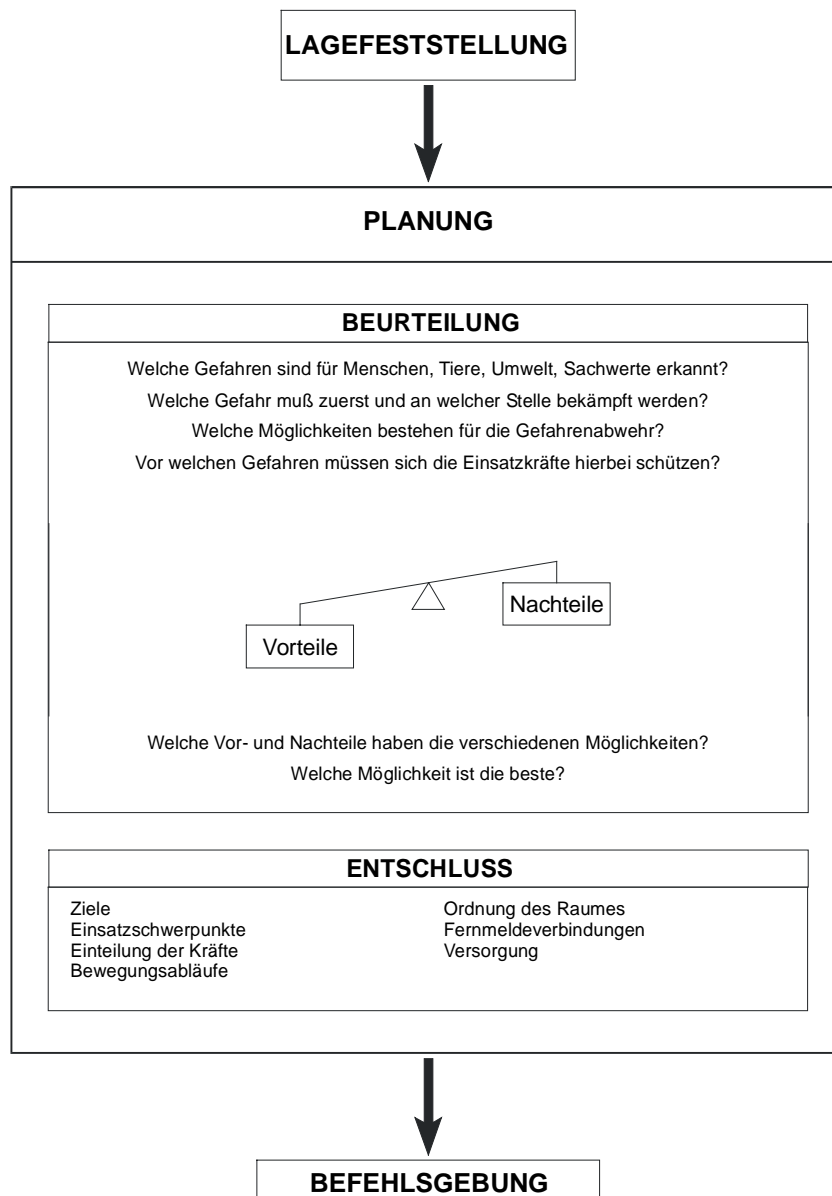 LAGEFESTSTELLUNG
PLANUNG
BEURTEILUNG
Welche Gefahren sind für Menschen, Tiere, Umwelt, Sachwerte erkannt?
Welche Gefahr muß zuerst und an welcher Stelle bekämpft werden?
Welche Möglichkeiten bestehen für die Gefahrenabwehr?
Vor welchen Gefahren müssen sich die Einsatzkräfte hierbei schützen?
Nachteile
Vorteile
Welche Vor- und Nachteile haben die verschiedenen Möglichkeiten?
Welche Möglichkeit ist die beste?
ENTSCHLUSS
Ziele
Einsatzschwerpunkte
Einteilung der Kräfte
Bewegungsabläufe
Ordnung des Raumes
Fernmeldeverbindungen
Versorgung
BEFEHLSGEBUNG